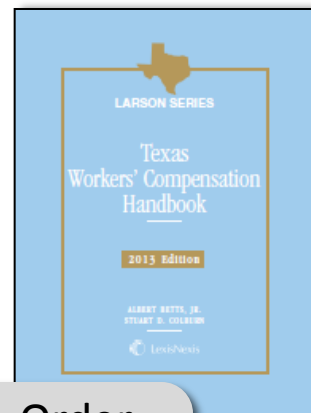 LARSON SERIES
Texas
Workers' Compensation
Handbook
2013 Edition
ALBERT BETTS, JR.
STUART D. COLBURN
LexisNexis
Order